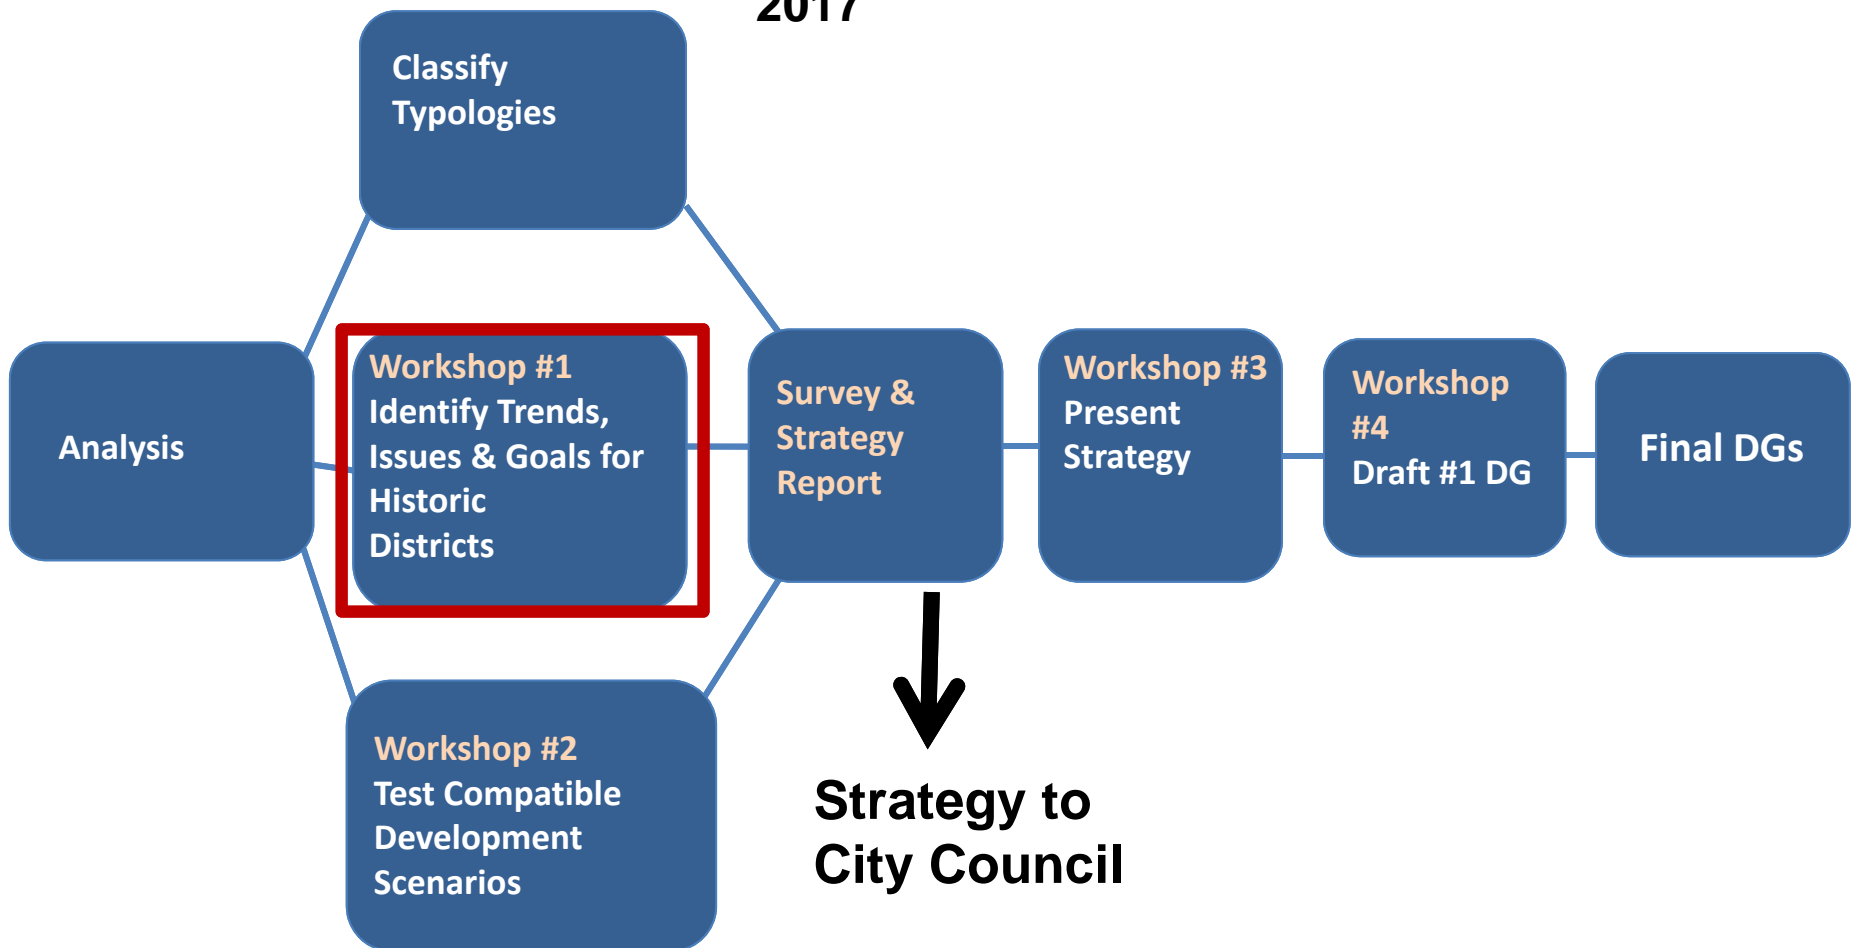 2017
Classify
Typologies
Analysis
Workshop #1
Identify Trends,
Issues & Goals for
Historic
Districts
Workshop #2
Test Compatible
Development
Scenarios
Survey &
Strategy
Report
Strategy to
City Council
Workshop #3
Present
Strategy
Workshop
#4
Draft #1 DG
Final DGs